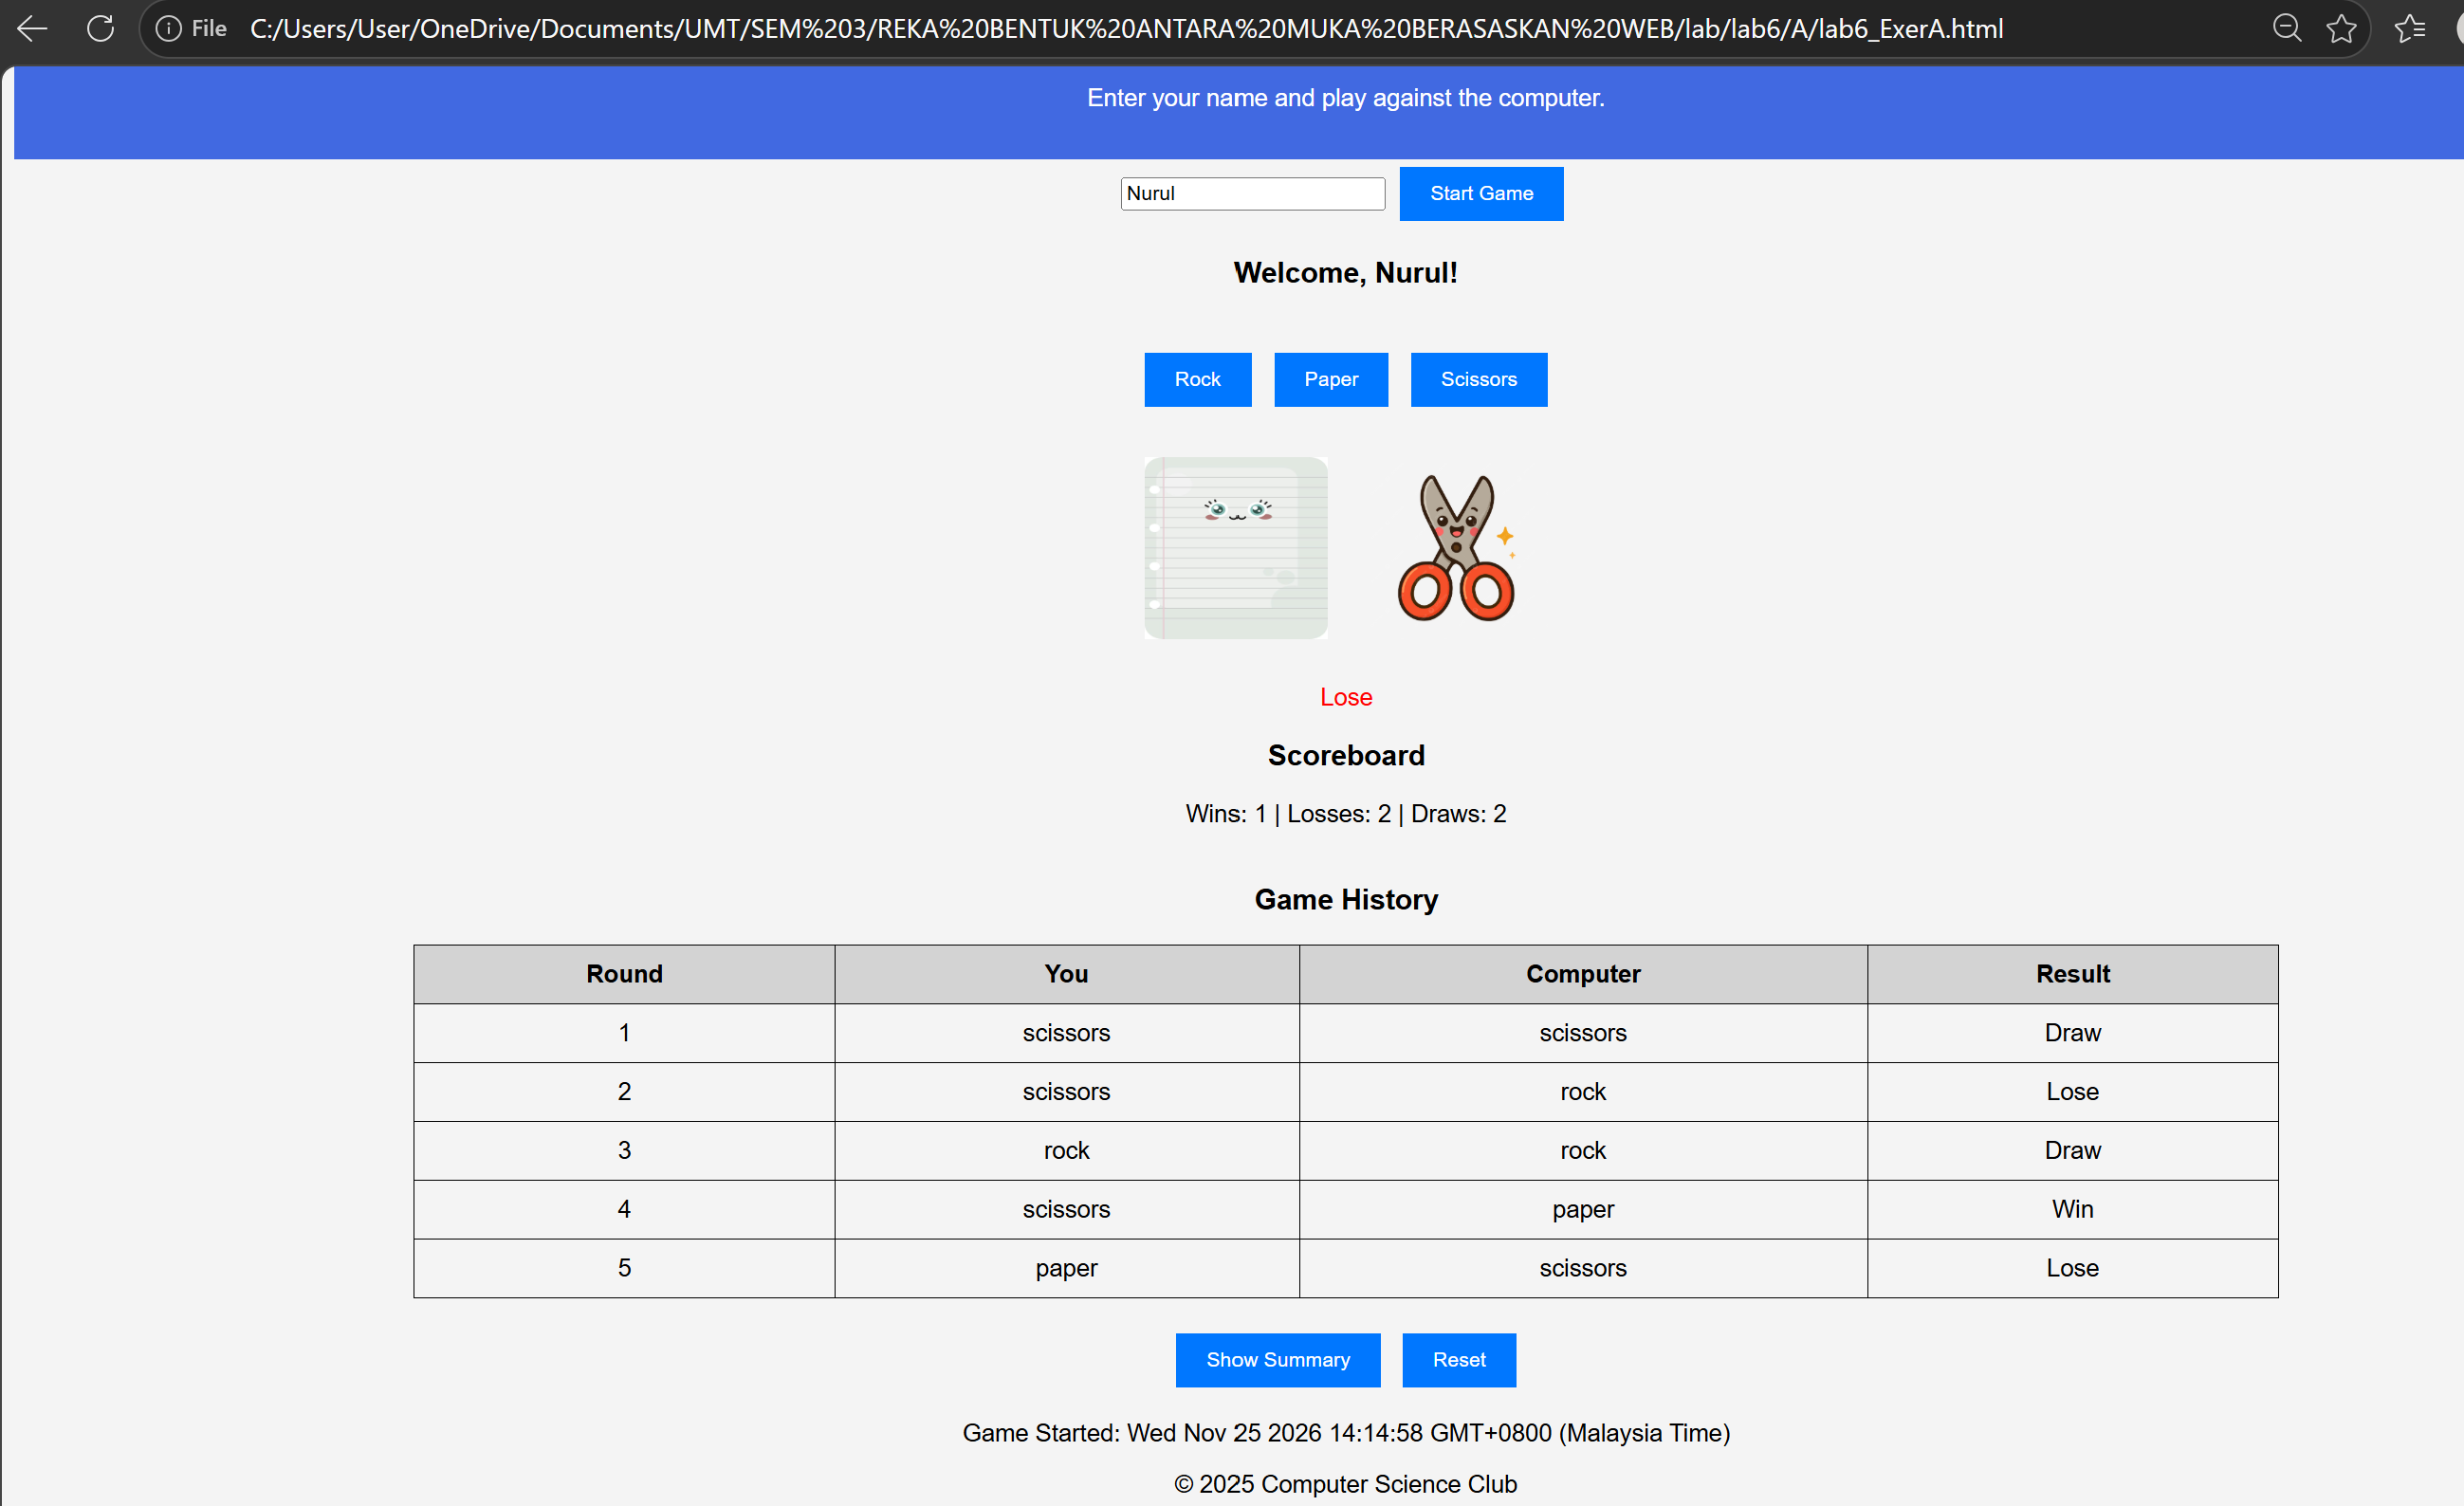 File C:/Users/User/OneDrive/Documents/UMT/SEM%203/REKA%20BENTUK%20ANTARA%20MUKA%20BERASASKAN%20WEB/lab/lab6/A/lab6_ExerA.html
Enter your name and play against the computer.
Nurul Start Game
Welcome, Nurul!
Rock Paper Scissors
Lose
Scoreboard
Wins: 1 | Losses: 2 | Draws: 2
Game History
Round You Computer Result
1 scissors scissors Draw
2 scissors rock Lose
3 rock rock Draw
4 scissors paper Win
5 paper scissors Lose
Show Summary Reset
Game Started: Wed Nov 25 2026 14:14:58 GMT+0800 (Malaysia Time)
© 2025 Computer Science Club